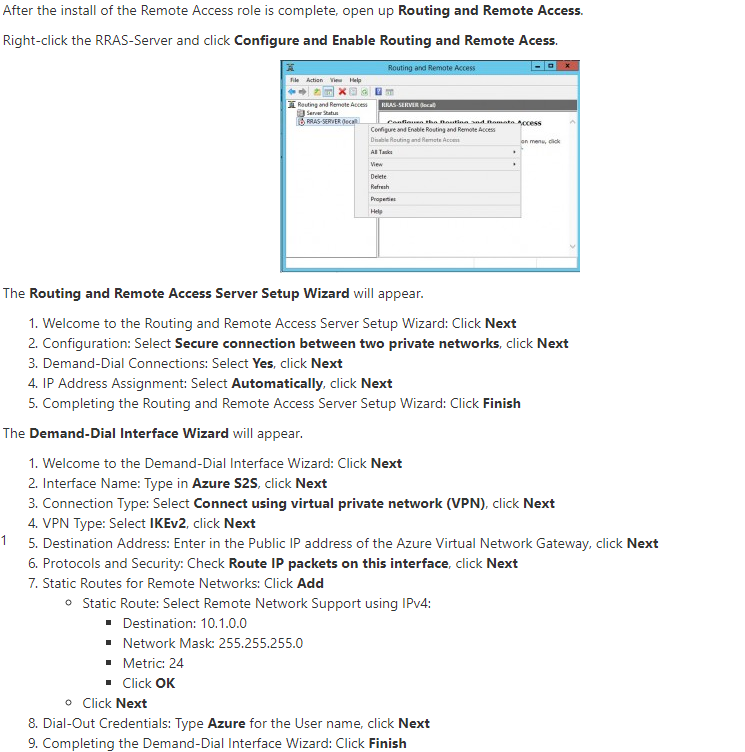 After the install of the Remote Access role is complete, open up Routing and Remote Access.
Right-click the RRAS-Server and click Configure and Enable Routing and Remote Acess.
Routing and Remote Access
File Action View Help
Routing and Remote Access
Server Status
RRAS-SERVER (local)
RRAS-SERVER (local)
Configure the Routing and Remote Access
on menu, click
Configure and Enable Routing and Remote Access
Disable Routing and Remote Access
All Tasks
View
Delete
Refresh
Properties
Help
The Routing and Remote Access Server Setup Wizard will appear.
1. Welcome to the Routing and Remote Access Server Setup Wizard: Click Next
2. Configuration: Select Secure connection between two private networks, click Next
3. Demand-Dial Connections: Select Yes, click Next
4. IP Address Assignment: Select Automatically, click Next
5. Completing the Routing and Remote Access Server Setup Wizard: Click Finish
The Demand-Dial Interface Wizard will appear.
1. Welcome to the Demand-Dial Interface Wizard: Click Next
2. Interface Name: Type in Azure S2S, click Next
3. Connection Type: Select Connect using virtual private network (VPN), click Next
4. VPN Type: Select IKEv2, click Next
1
5. Destination Address: Enter in the Public IP address of the Azure Virtual Network Gateway, click Next
6. Protocols and Security: Check Route IP packets on this interface, click Next
7. Static Routes for Remote Networks: Click Add
Static Route: Select Remote Network Support using IPv4:
Destination: 10.1.0.0
Network Mask: 255.255.255.0
Metric: 24
Click OK
Click Next
8. Dial-Out Credentials: Type Azure for the User name, click Next
9. Completing the Demand-Dial Interface Wizard: Click Finish